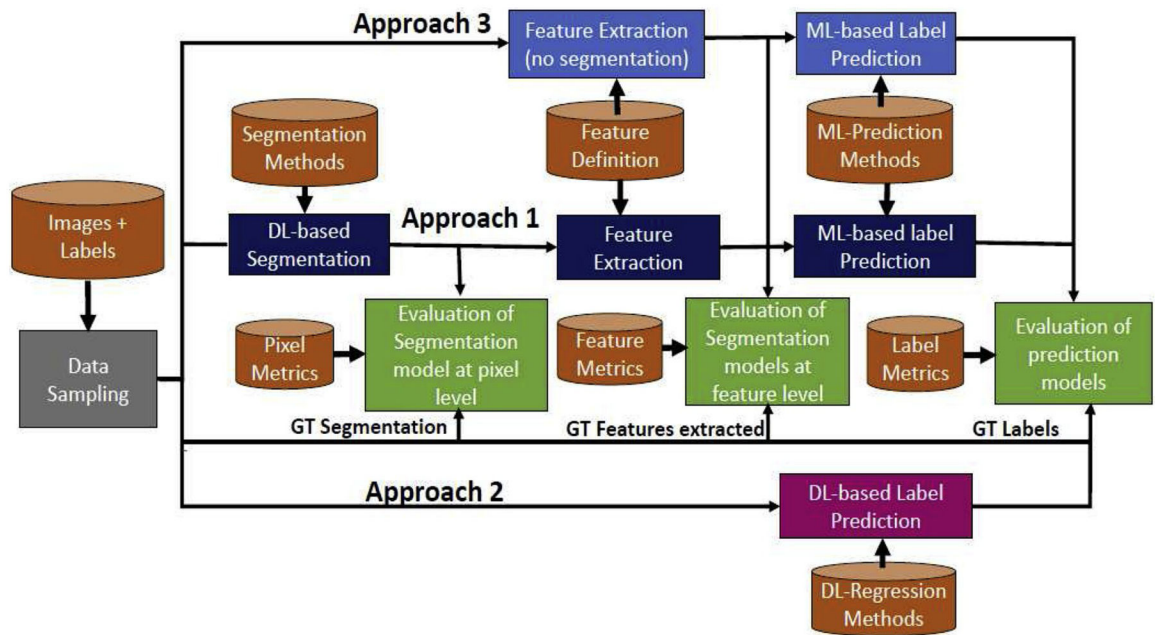 Approach 3
Feature Extraction
(no segmentation)
ML-based Label
Prediction
Segmentation
Methods
Feature
Definition
ML-Prediction
Methods
Images +
Labels
DL-based
Segmentation
Approach 1
Feature
Extraction
ML-based label
Prediction
Data
Sampling
Pixel
Metrics
Evaluation of
Segmentation
model at pixel
level
Feature
Metrics
Evaluation of
Segmentation
models at
feature level
Label
Metrics
Evaluation of
prediction
models
GT Segmentation
GT Features extracted
GT Labels
Approach 2
DL-based Label
Prediction
DL-Regression
Methods